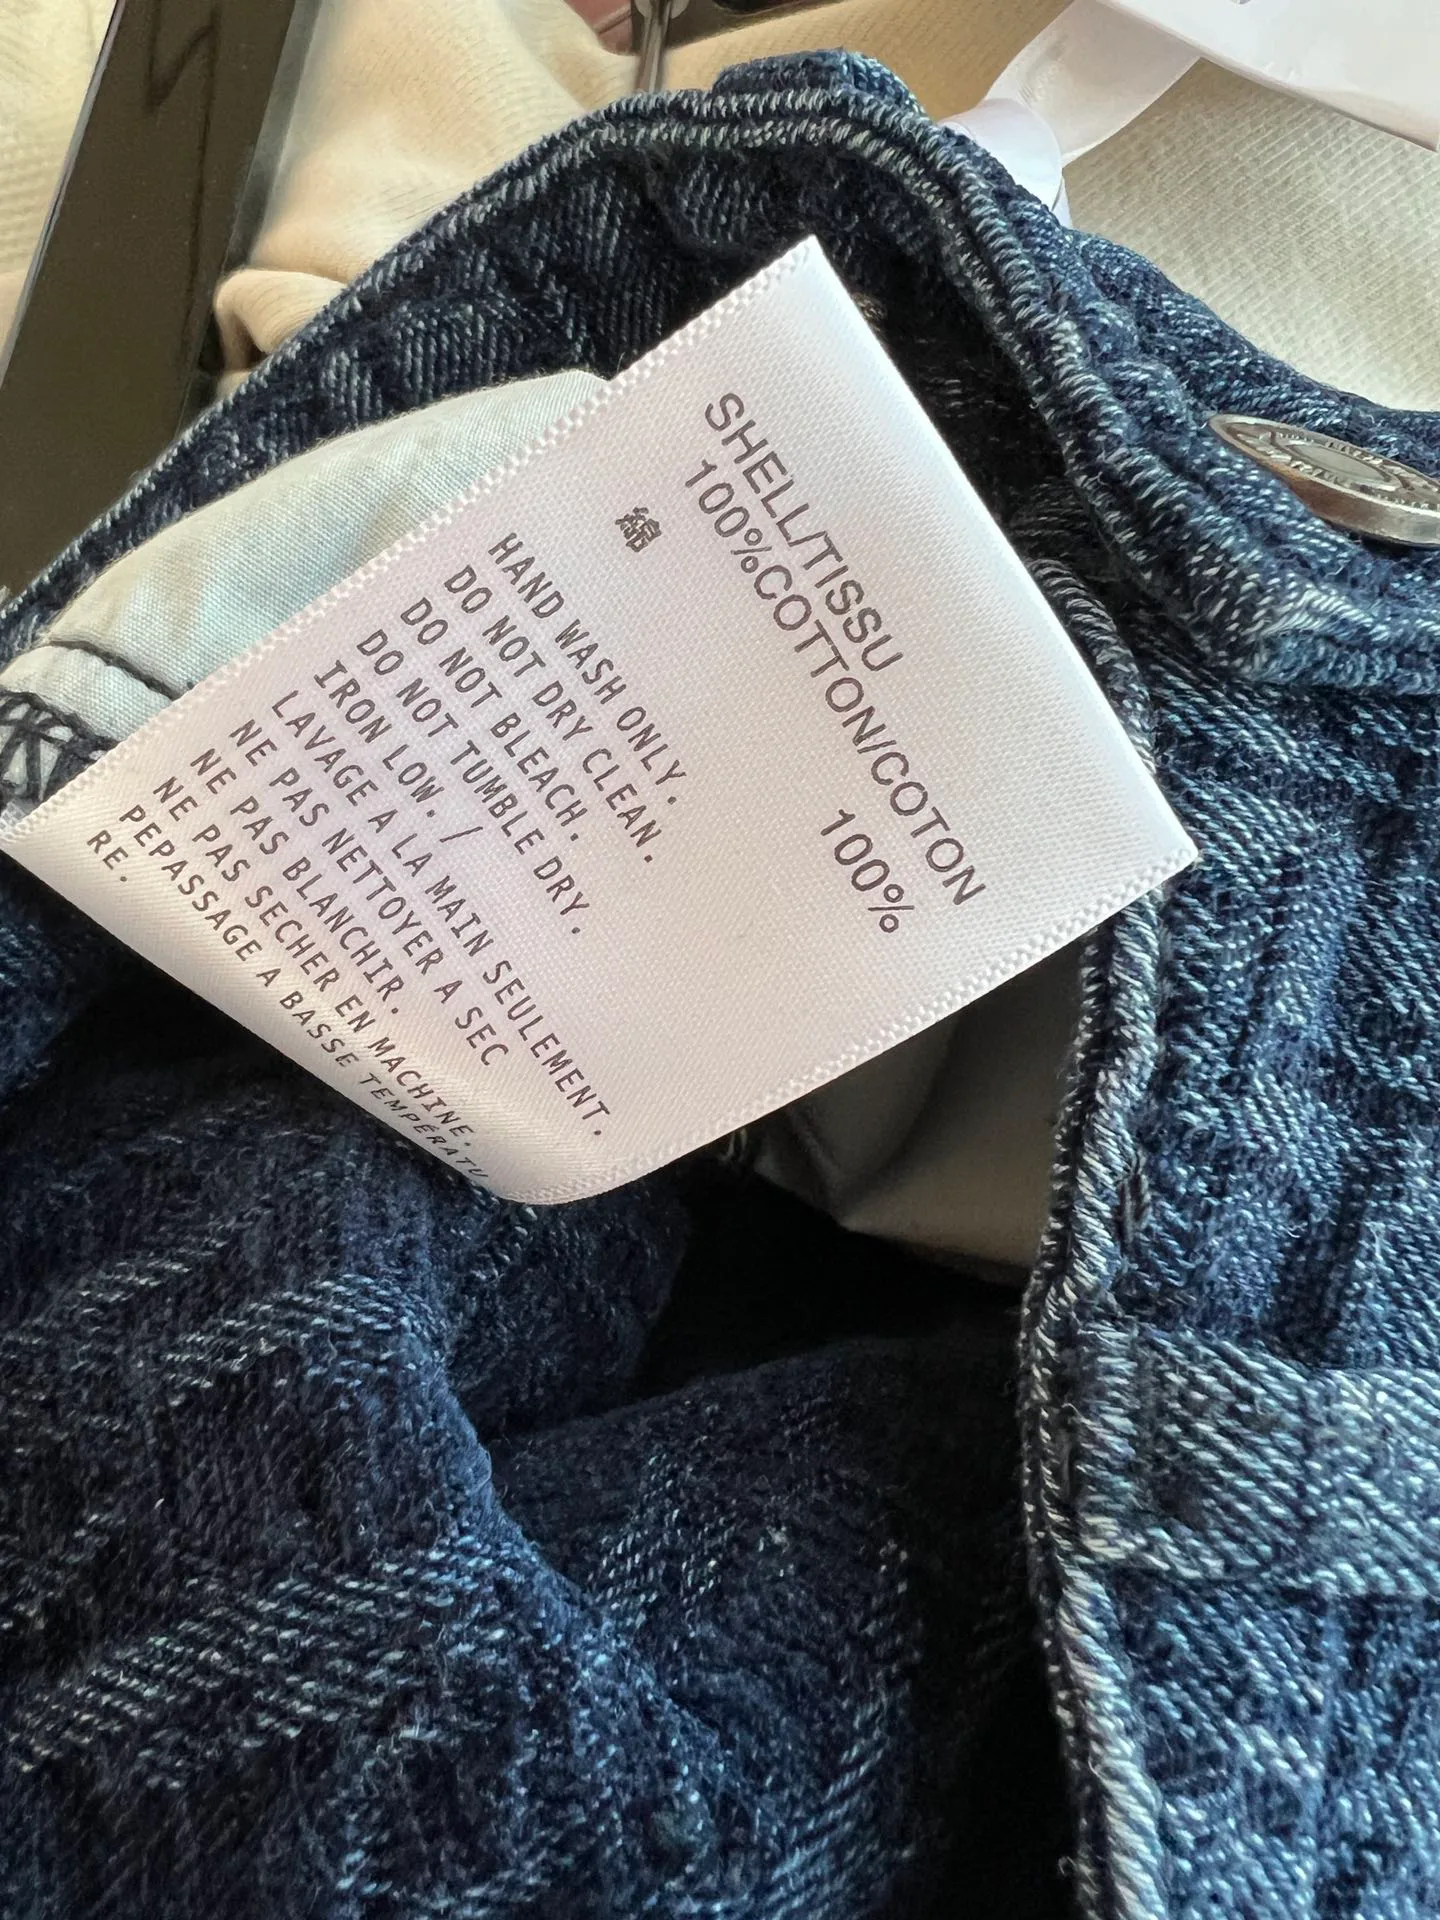 SHELL/TISSU
100%COTTON/COTON
綿 100%
HAND WASH ONLY.
DO NOT DRY CLEAN.
DO NOT BLEACH.
DO NOT TUMBLE DRY.
IRON LOW. /
LAVAGE A LA MAIN SEULEMENT.
NE PAS NETTOYER A SEC
NE PAS BLANCHIR.
NE PAS SECHER EN MACHINE.
PEPASSAGE A BASSE TEMPÉRATU
RE.